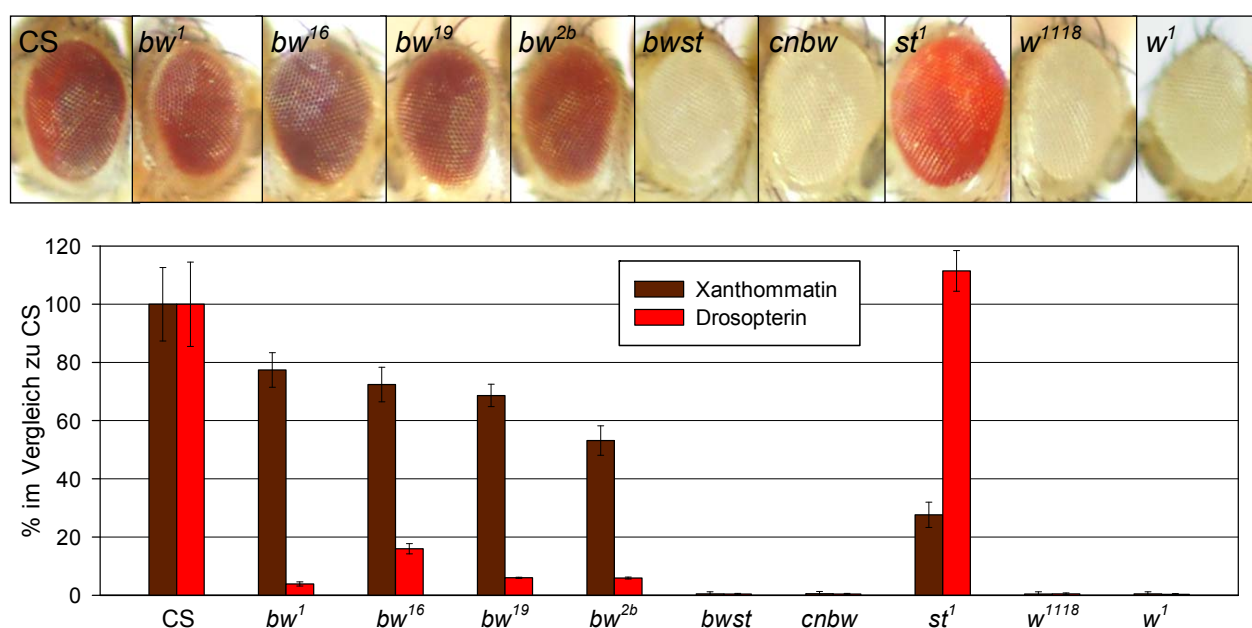 CS bw¹ bw¹⁶ bw¹⁹ bw²ᵇ bwst cnbw st¹ w¹¹¹⁸ w¹
% im Vergleich zu CS
120
100
80
60
40
20
0
Xanthommatin
Drosopterin
CS bw¹ bw¹⁶ bw¹⁹ bw²ᵇ bwst cnbw st¹ w¹¹¹⁸ w¹